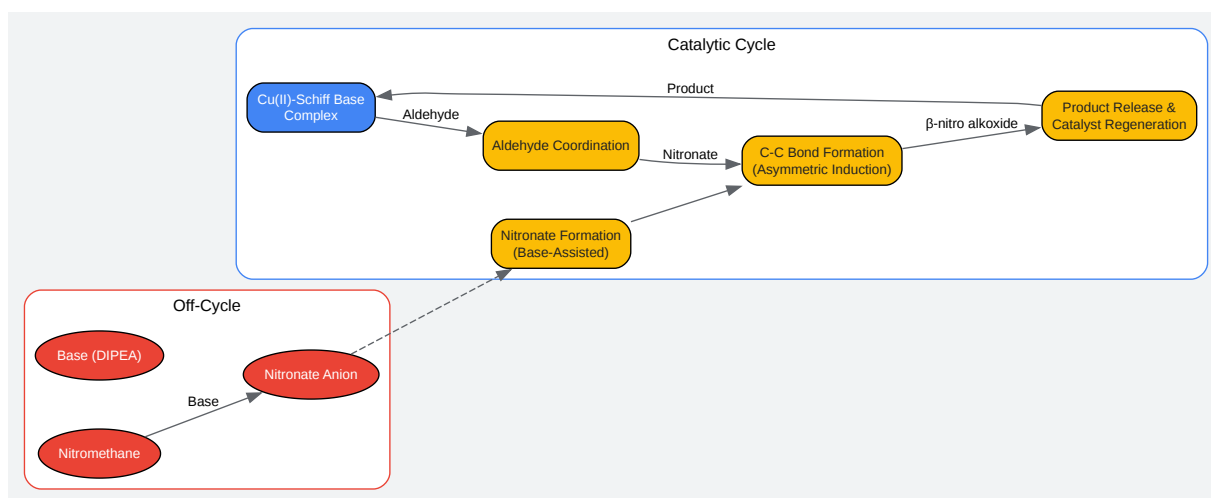 Catalytic Cycle
Cu(II)-Schiff Base
Complex
Product
Aldehyde
Aldehyde Coordination
Nitronate
C-C Bond Formation
(Asymmetric Induction)
β-nitro alkoxide
Product Release &
Catalyst Regeneration
Nitronate Formation
(Base-Assisted)
Off-Cycle
Base (DIPEA)
Nitronate Anion
Base
Nitromethane